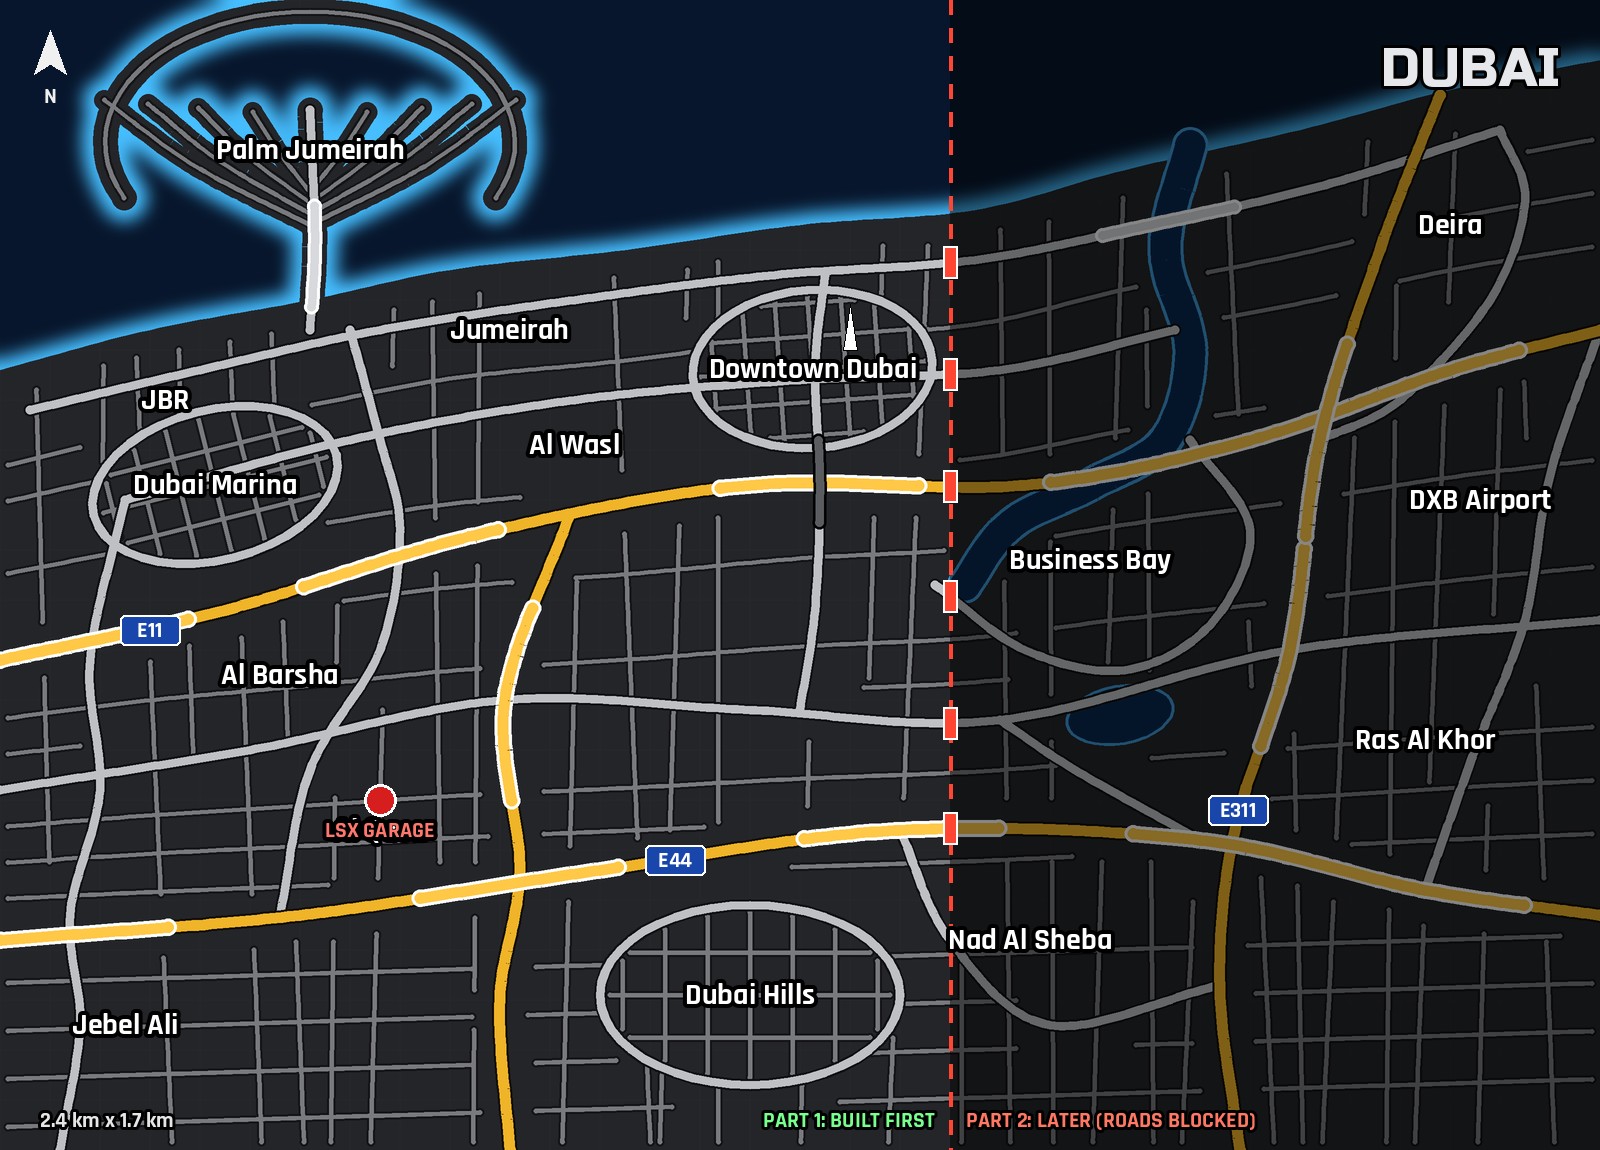 DUBAI
N
Palm Jumeirah
Deira
Jumeirah
Downtown Dubai
JBR
Al Wasl
Dubai Marina
DXB Airport
Business Bay
E11
Al Barsha
Ras Al Khor
E311
LSX GARAGE
E44
Nad Al Sheba
Dubai Hills
Jebel Ali
2.4 km x 1.7 km
PART 1: BUILT FIRST
PART 2: LATER (ROADS BLOCKED)